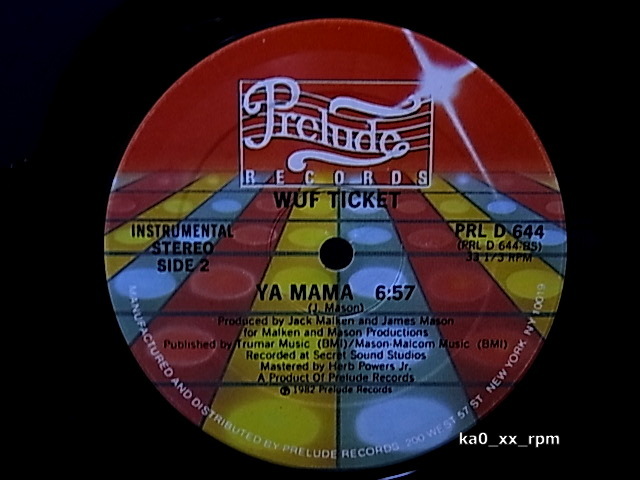 Prelude
RECORDS
WUF TICKET
INSTRUMENTAL
STEREO
SIDE 2
PRL D 644
(PRL D 644-BS)
33 1/3 RPM
YA MAMA 6:57
(J. Mason)
Produced by Jack Malken and James Mason
for Malken and Mason Productions
Published by Trumar Music (BMI)/Mason-Malcom Music (BMI)
Recorded at Secret Sound Studios
Mastered by Herb Powers Jr.
A Product Of Prelude Records
℗ 1982 Prelude Records
MANUFACTURED AND DISTRIBUTED BY PRELUDE RECORDS 200 WEST 57 ST NEW YORK NY 10019
ka0_xx_rpm